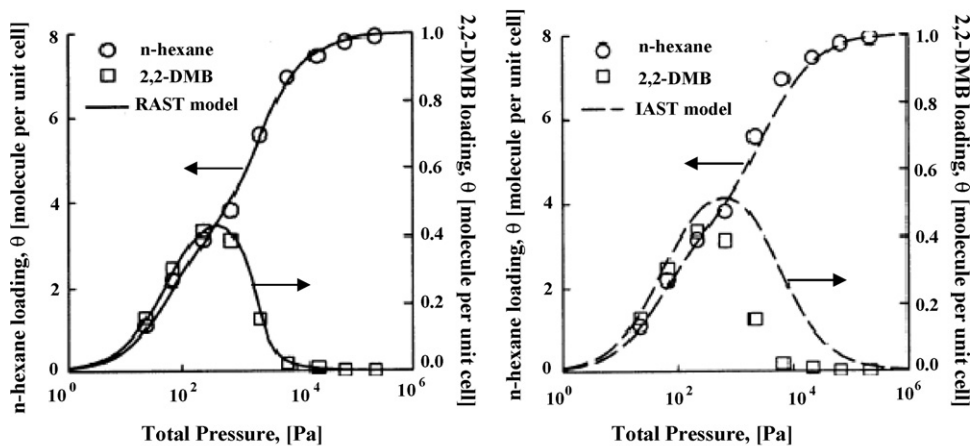 8
6
4
2
0
n-hexane loading, θ [molecule per unit cell]
n-hexane
2,2-DMB
RAST model
1.0
0.8
0.6
0.4
0.2
0.0
2,2-DMB loading, θ [molecule per unit cell]
10^0 10^2 10^4 10^6
Total Pressure, [Pa]
8
6
4
2
0
n-hexane loading, θ [molecule per unit cell]
n-hexane
2,2-DMB
IAST model
1.0
0.8
0.6
0.4
0.2
0.0
2,2-DMB loading, θ [molecule per unit cell]
10^0 10^2 10^4 10^6
Total Pressure, [Pa]